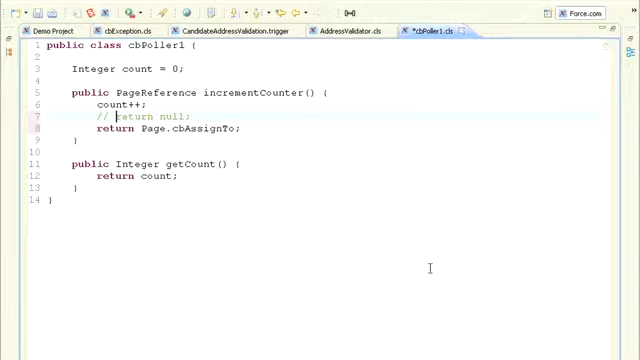 Force.com
Demo Project cbException.cls CandidateAddressValidation.trigger AddressValidator.cls *cbPoller1.cls
1 public class cbPoller1 {
2
3 Integer count = 0;
4
5 public PageReference incrementCounter() {
6 count++;
7 // return null;
8 return Page.cbAssignTo;
9 }
10
11 public Integer getCount() {
12 return count;
13 }
14 }